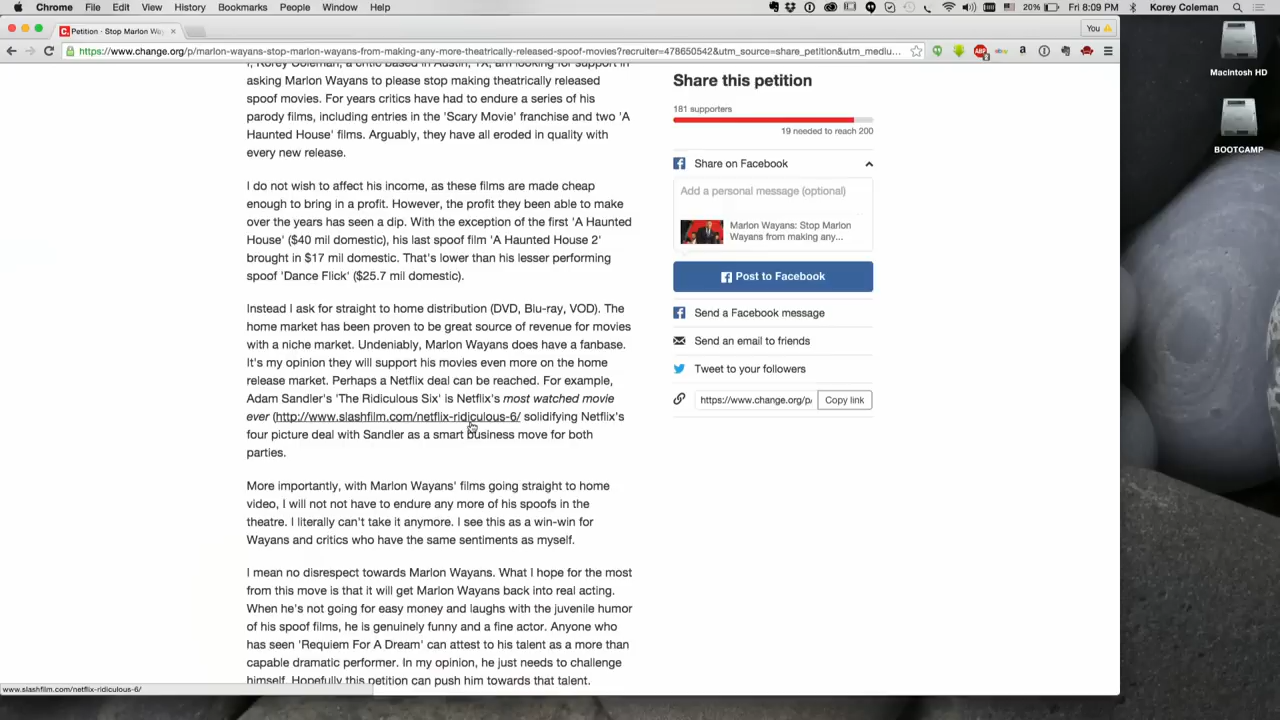 Chrome File Edit View History Bookmarks People Window Help 20% Fri 8:09 PM Korey Coleman
Petition · Stop Marlon Way
You
https://www.change.org/p/marlon-wayans-stop-marlon-wayans-from-making-any-more-theatrically-released-spoof-movies?recruiter=478650542&utm_source=share_petition&utm_mediu...
Macintosh HD
BOOTCAMP
I, Korey Coleman, a critic based in Austin, TX, am looking for support in
asking Marlon Wayans to please stop making theatrically released
spoof movies. For years critics have had to endure a series of his
parody films, including entries in the 'Scary Movie' franchise and two 'A
Haunted House' films. Arguably, they have all eroded in quality with
every new release.
I do not wish to affect his income, as these films are made cheap
enough to bring in a profit. However, the profit they been able to make
over the years has seen a dip. With the exception of the first 'A Haunted
House' ($40 mil domestic), his last spoof film 'A Haunted House 2'
brought in $17 mil domestic. That's lower than his lesser performing
spoof 'Dance Flick' ($25.7 mil domestic).
Instead I ask for straight to home distribution (DVD, Blu-ray, VOD). The
home market has been proven to be great source of revenue for movies
with a niche market. Undeniably, Marlon Wayans does have a fanbase.
It's my opinion they will support his movies even more on the home
release market. Perhaps a Netflix deal can be reached. For example,
Adam Sandler's 'The Ridiculous Six' is Netflix's most watched movie
ever (http://www.slashfilm.com/netflix-ridiculous-6/ solidifying Netflix's
four picture deal with Sandler as a smart business move for both
parties.
More importantly, with Marlon Wayans' films going straight to home
video, I will not not have to endure any more of his spoofs in the
theatre. I literally can't take it anymore. I see this as a win-win for
Wayans and critics who have the same sentiments as myself.
I mean no disrespect towards Marlon Wayans. What I hope for the most
from this move is that it will get Marlon Wayans back into real acting.
When he's not going for easy money and laughs with the juvenile humor
of his spoof films, he is genuinely funny and a fine actor. Anyone who
has seen 'Requiem For A Dream' can attest to his talent as a more than
capable dramatic performer. In my opinion, he just needs to challenge
himself. Hopefully this petition can push him towards that talent.
Share this petition
181 supporters
19 needed to reach 200
Share on Facebook
Add a personal message (optional)
Marlon Wayans: Stop Marlon
Wayans from making any...
Post to Facebook
Send a Facebook message
Send an email to friends
Tweet to your followers
https://www.change.org/p/ Copy link
www.slashfilm.com/netflix-ridiculous-6/